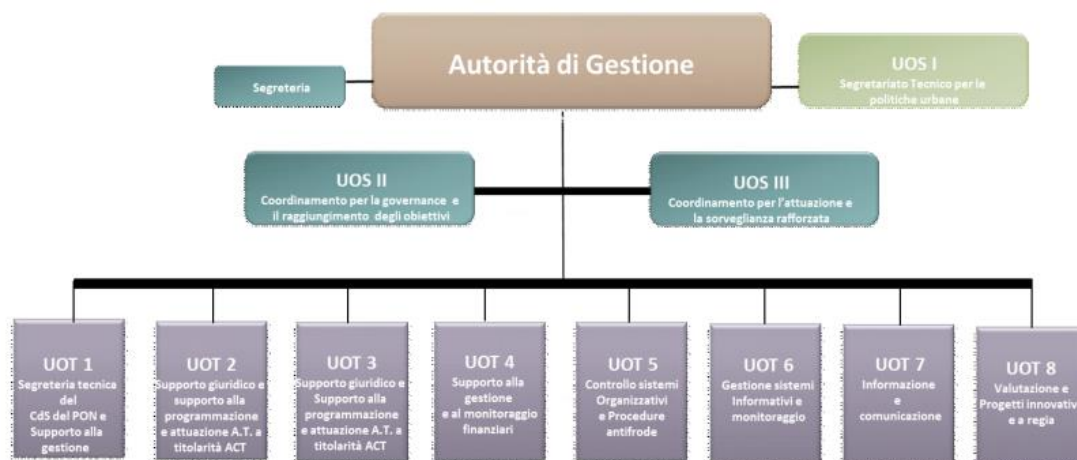 Autorità di Gestione
Segreteria
UOS I
Segretariato Tecnico per le
politiche urbane
UOS II
Coordinamento per la governance e
il raggiungimento degli obiettivi
UOS III
Coordinamento per l'attuazione e
la sorveglianza rafforzata
UOT 1
Segreteria tecnica
del
CdS del PON e
Supporto alla
gestione
UOT 2
Supporto giuridico e
supporto alla
programmazione
e attuazione A.T. a
titolarità ACT
UOT 3
Supporto giuridico e
Supporto alla
programmazione
e attuazione A.T. a
titolarità ACT
UOT 4
Supporto alla
gestione
e al monitoraggio
finanziari
UOT 5
Controllo sistemi
Organizzativi
e Procedure
antifrode
UOT 6
Gestione sistemi
Informativi e
monitoraggio
UOT 7
Informazione
e
comunicazione
UOT 8
Valutazione e
Progetti innovativi
e a regia